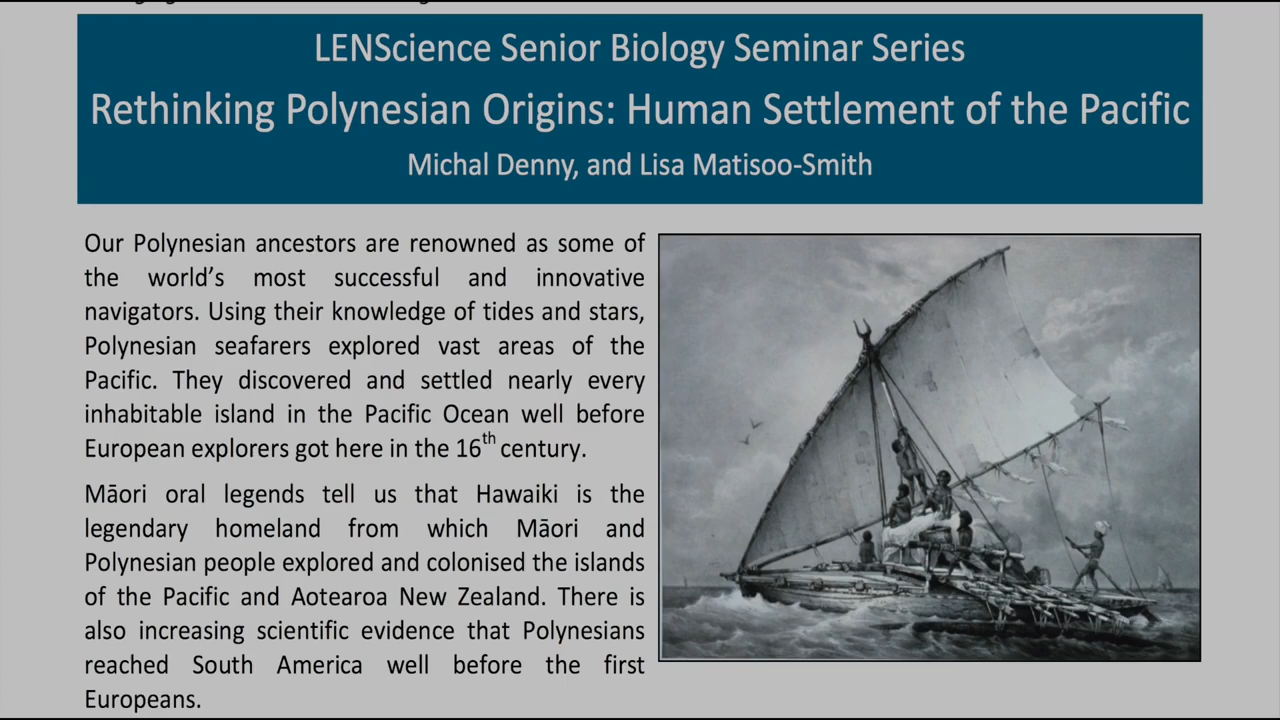 LENScience Senior Biology Seminar Series
Rethinking Polynesian Origins: Human Settlement of the Pacific
Michal Denny, and Lisa Matisoo-Smith
Our Polynesian ancestors are renowned as some of
the world's most successful and innovative
navigators. Using their knowledge of tides and stars,
Polynesian seafarers explored vast areas of the
Pacific. They discovered and settled nearly every
inhabitable island in the Pacific Ocean well before
European explorers got here in the 16th century.
Māori oral legends tell us that Hawaiki is the
legendary homeland from which Māori and
Polynesian people explored and colonised the islands
of the Pacific and Aotearoa New Zealand. There is
also increasing scientific evidence that Polynesians
reached South America well before the first
Europeans.